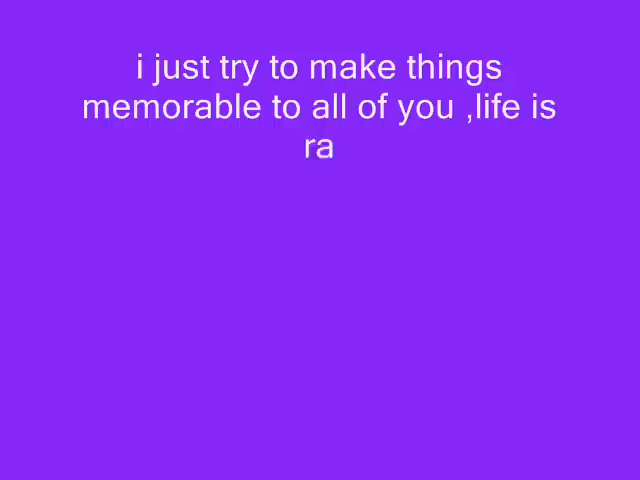 i just try to make things
memorable to all of you ,life is
ra